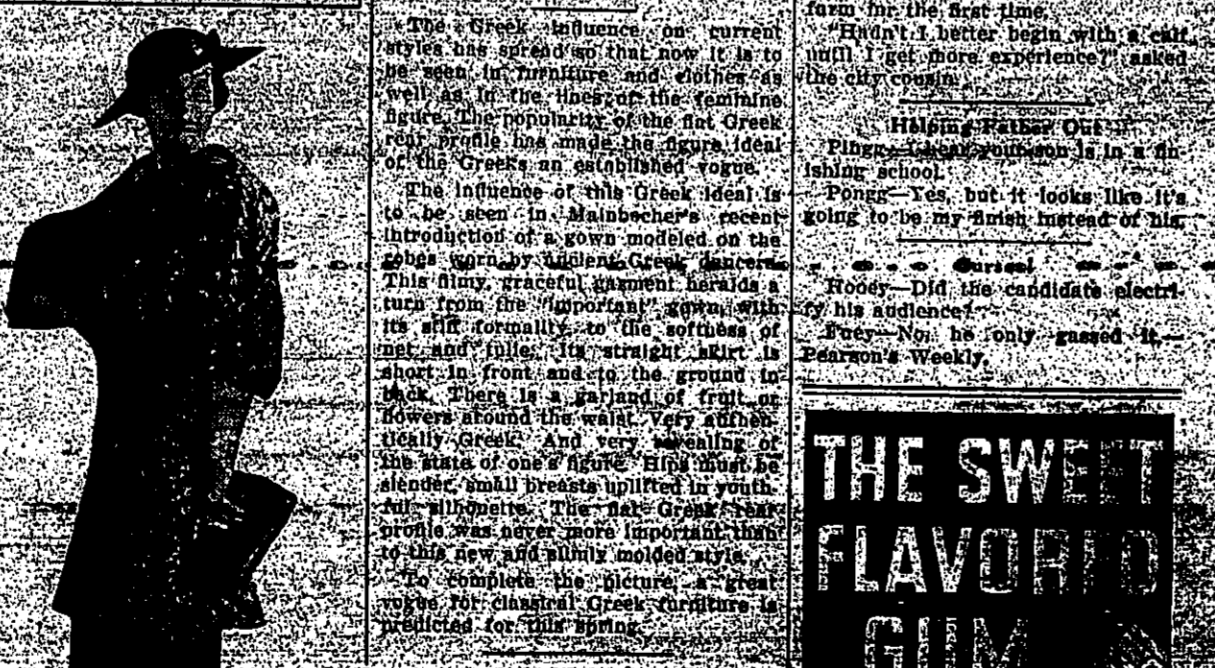 The Greek influence on current
styles has spread so that now it is to
be seen in furniture and clothes as
well as in the lines of the feminine
figure. The popularity of the flat Greek
rear profile has made the figure ideal
of the Greeks an established vogue.
The influence of this Greek ideal is
to be seen in Mainbocher's recent
introduction of a gown modeled on the
robes worn by ancient Greek dancers.
This filmy, graceful garment heralds a
turn from the "important" gown, with
its stiff formality, to the softness of
net and tulle. Its straight skirt is
short in front and to the ground in
back. There is a garland of fruit or
flowers around the waist. Very authen-
tically Greek. And very revealing of
the state of one's figure. Hips must be
slender, small breasts uplifted in youth-
ful silhouette. The flat Greek rear
profile was never more important than
to this new and slimly molded style.
To complete the picture, a great
vogue for classical Greek furniture is
predicted for this spring.
farm for the first time.
"Hadn't I better begin with a calf
until I get more experience?" asked
the city cousin.
Helping Father Out
Pingg—I hear your son is in a fin-
ishing school.
Pongg—Yes, but it looks like it's
going to be my finish instead of his.
Hooey—Did the candidate electri-
fy his audience?
Fuey—No; he only gassed it.—
Pearson's Weekly.
THE SWEET
FLAVORED
GUM